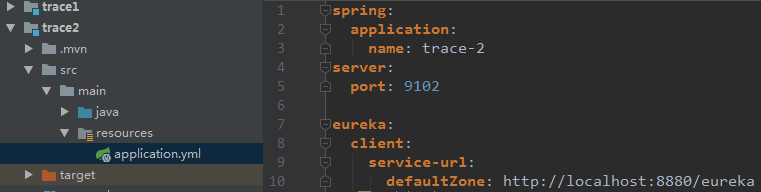 trace1
trace2
.mvn
src
main
java
resources
application.yml
target
1 spring:
2   application:
3     name: trace-2
4 server:
5   port: 9102
6
7 eureka:
8   client:
9     service-url:
10       defaultZone: http://localhost:8880/eureka